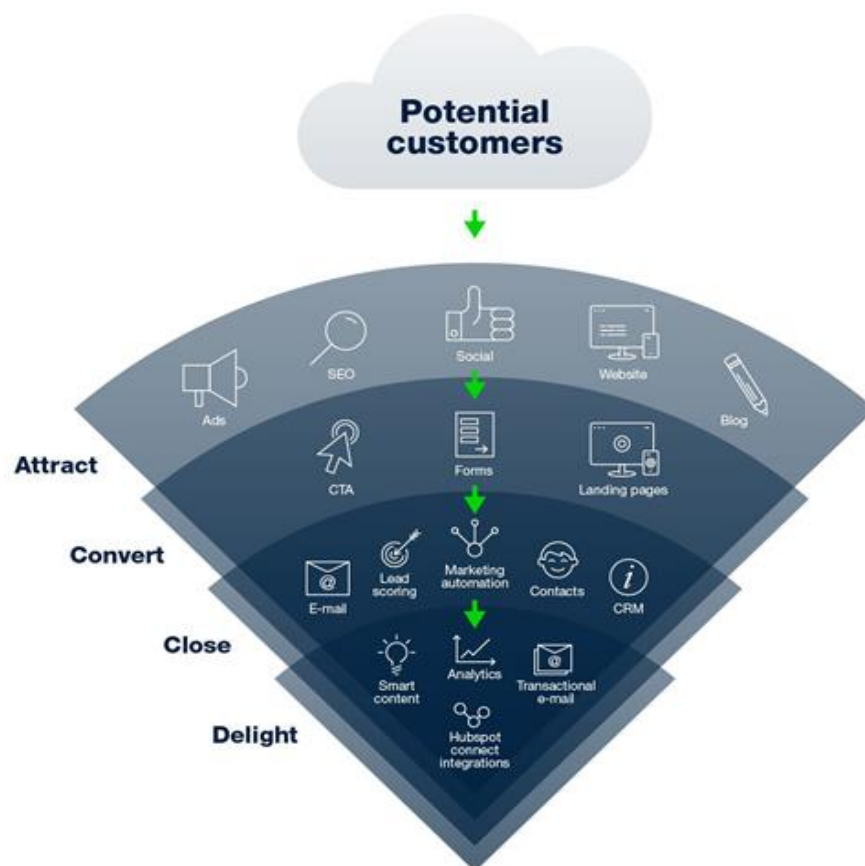 Potential
customers
Social
SEO
Website
Ads
Blog
Attract
CTA
Forms
Landing pages
Convert
E-mail
Lead
scoring
Marketing
automation
Contacts
CRM
Close
Smart
content
Analytics
Transactional
e-mail
Delight
Hubspot
connect
integrations